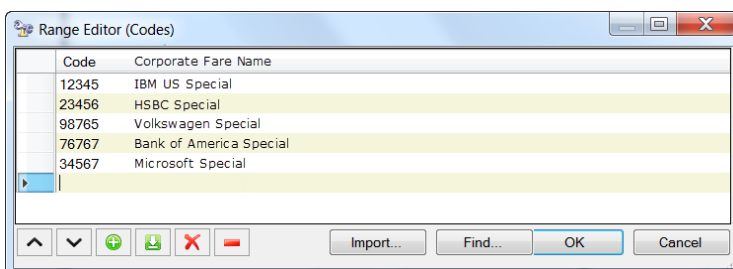 Range Editor (Codes)
Code Corporate Fare Name
12345 IBM US Special
23456 HSBC Special
98765 Volkswagen Special
76767 Bank of America Special
34567 Microsoft Special
Import... Find... OK Cancel